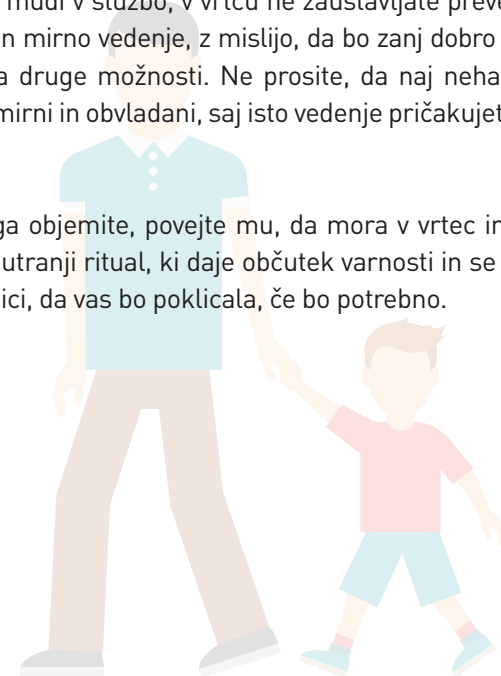 mudi v službo, v vrtcu ne zaustavljate preve
n mirno vedenje, z mislijo, da bo zanj dobro
a druge možnosti. Ne prosite, da naj neha
mirni in obvladani, saj isto vedenje pričakujet
ga objemite, povejte mu, da mora v vrtec in
utranji ritual, ki daje občutek varnosti in se
ici, da vas bo poklicala, če bo potrebno.